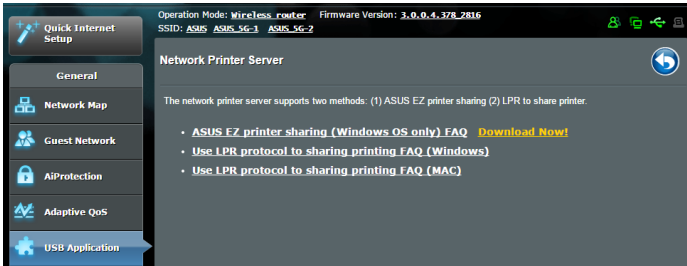 Operation Mode: Wireless router Firmware Version: 3.0.0.4.378_2816
SSID: ASUS ASUS_5G-1 ASUS_5G-2
Quick Internet
Setup
General
Network Map
Guest Network
AiProtection
Adaptive QoS
USB Application
Network Printer Server
The network printer server supports two methods: (1) ASUS EZ printer sharing (2) LPR to share printer.
ASUS EZ printer sharing (Windows OS only) FAQ Download Now!
Use LPR protocol to sharing printing FAQ (Windows)
Use LPR protocol to sharing printing FAQ (MAC)